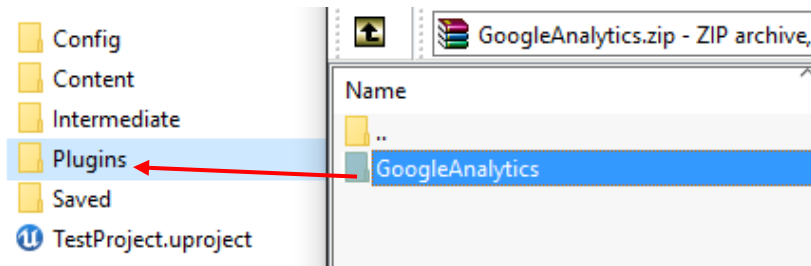 Config
Content
Intermediate
Plugins
Saved
TestProject.uproject
GoogleAnalytics.zip - ZIP archive,
Name
..
GoogleAnalytics